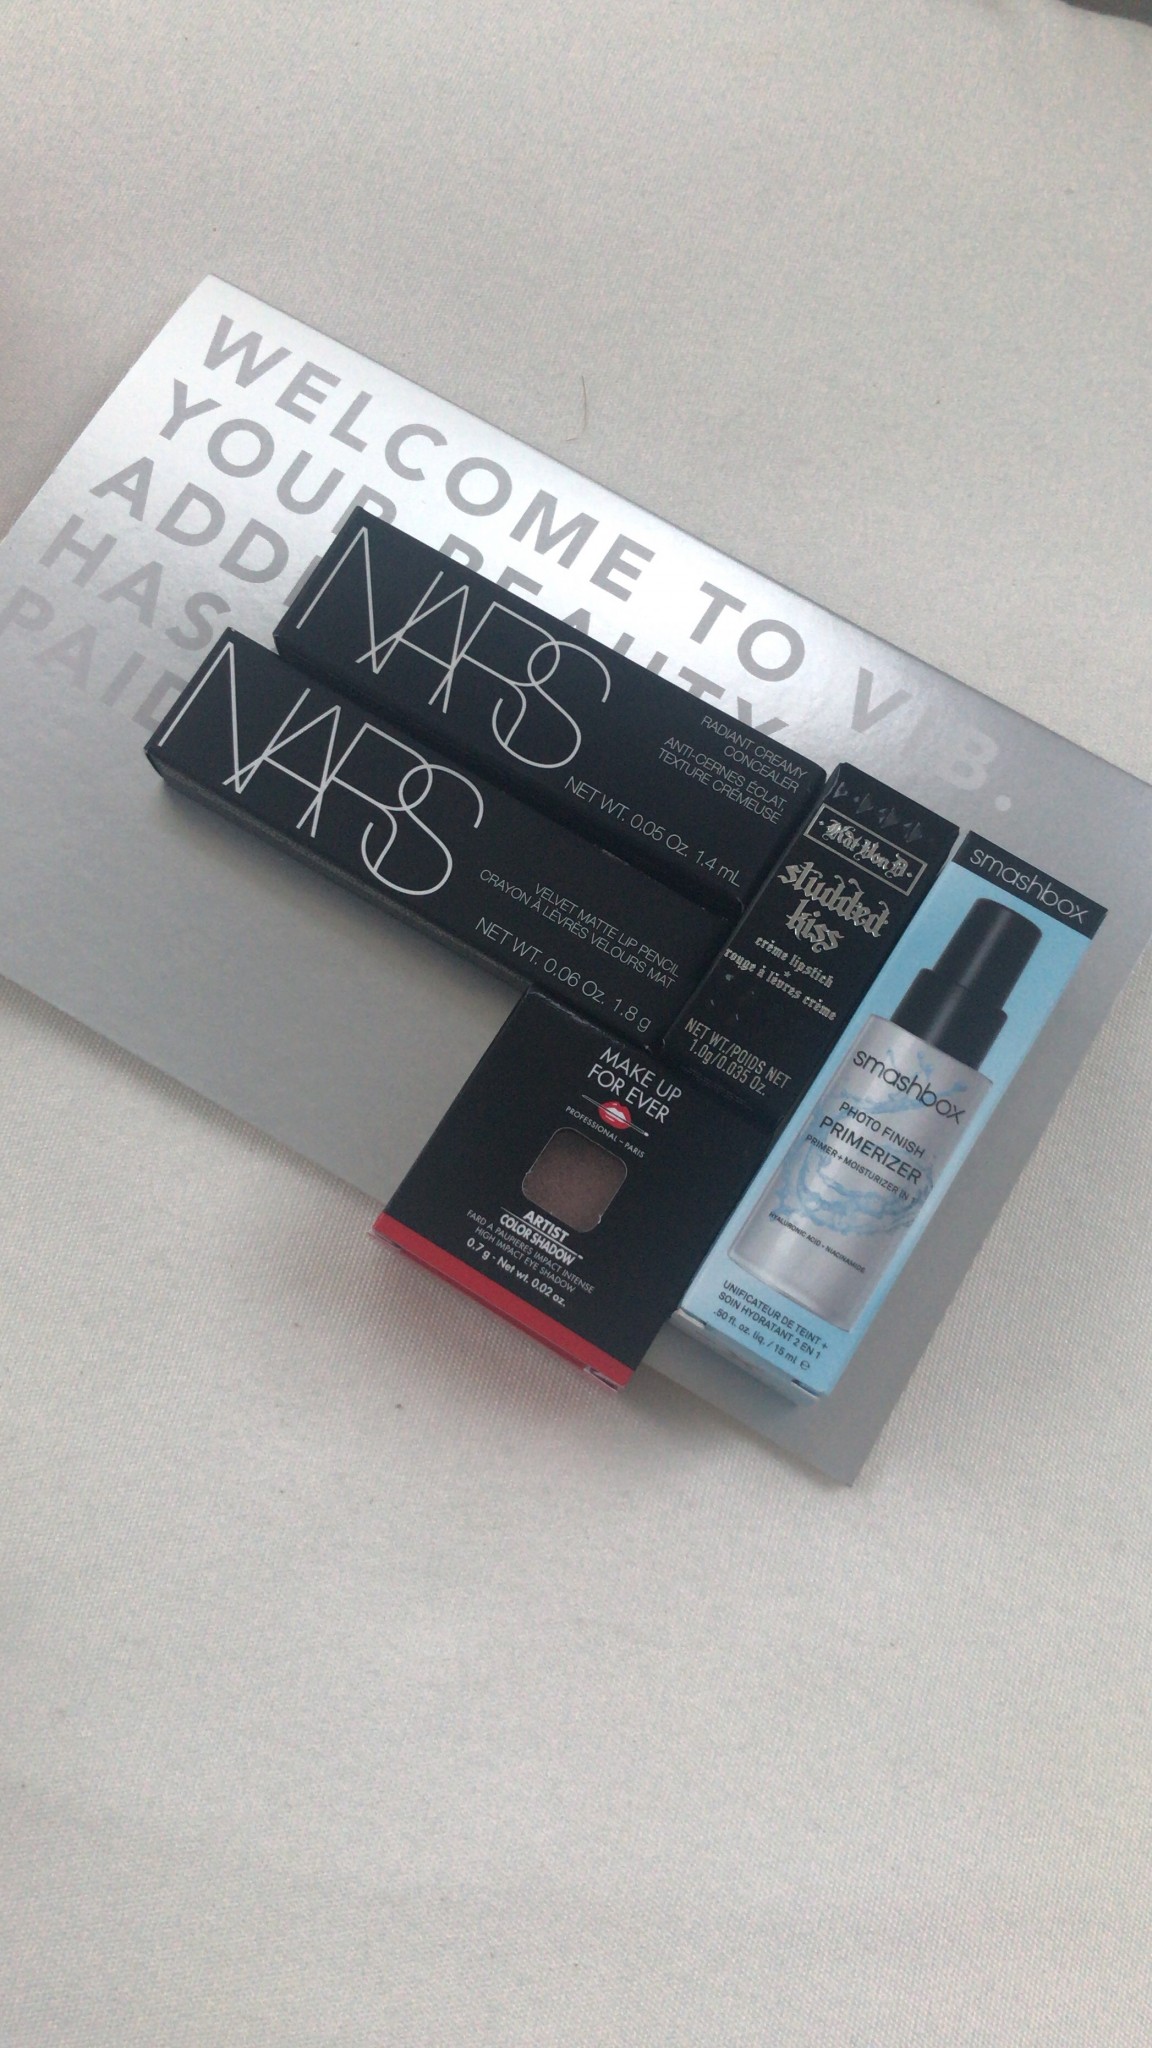 WELCOME TO VIB.
YOUR BEAUTY
HAS
PAID
NARS
RADIANT CREAMY
CONCEALER
ANTI-CERNES ÉCLAT,
TEXTURE CRÉMEUSE
NET WT. 0.05 Oz. 1.4 mL
NARS
VELVET MATTE LIP PENCIL
CRAYON À LÈVRES VELOURS MAT
NET WT. 0.06 Oz. 1.8 g
Kat Von D
studded
kiss
crème lipstick
rouge à lèvres crème
NET WT./POIDS NET
1.0g/0.035 Oz.
smashbox
smashbox
PHOTO FINISH
PRIMERIZER
PRIMER + MOISTURIZER IN
HYALURONIC ACID + NIACINAMIDE
UNIFICATEUR DE TEINT +
SOIN HYDRATANT 2 EN 1
.50 fl. oz. liq. / 15 ml ℮
MAKE UP
FOR EVER
PROFESSIONAL – PARIS
ARTIST
COLOR SHADOW
FARD A PAUPIERES IMPACT INTENSE
HIGH IMPACT EYE SHADOW
0.7 g - Net wt. 0.02 oz.